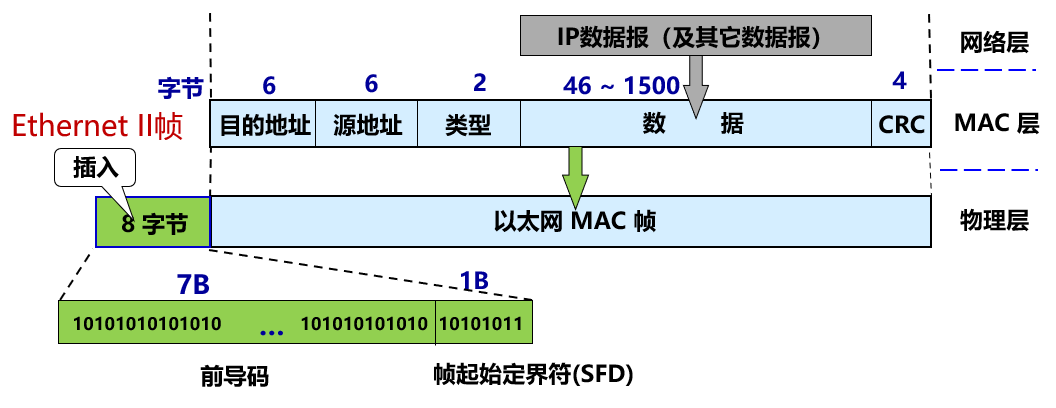 IP数据报（及其它数据报） 网络层
字节 6 6 2 46 ~ 1500 4
Ethernet II帧 目的地址 源地址 类型 数 据 CRC MAC 层
插入
8 字节 以太网 MAC 帧 物理层
7B 1B
10101010101010 ... 101010101010 10101011
前导码 帧起始定界符(SFD)